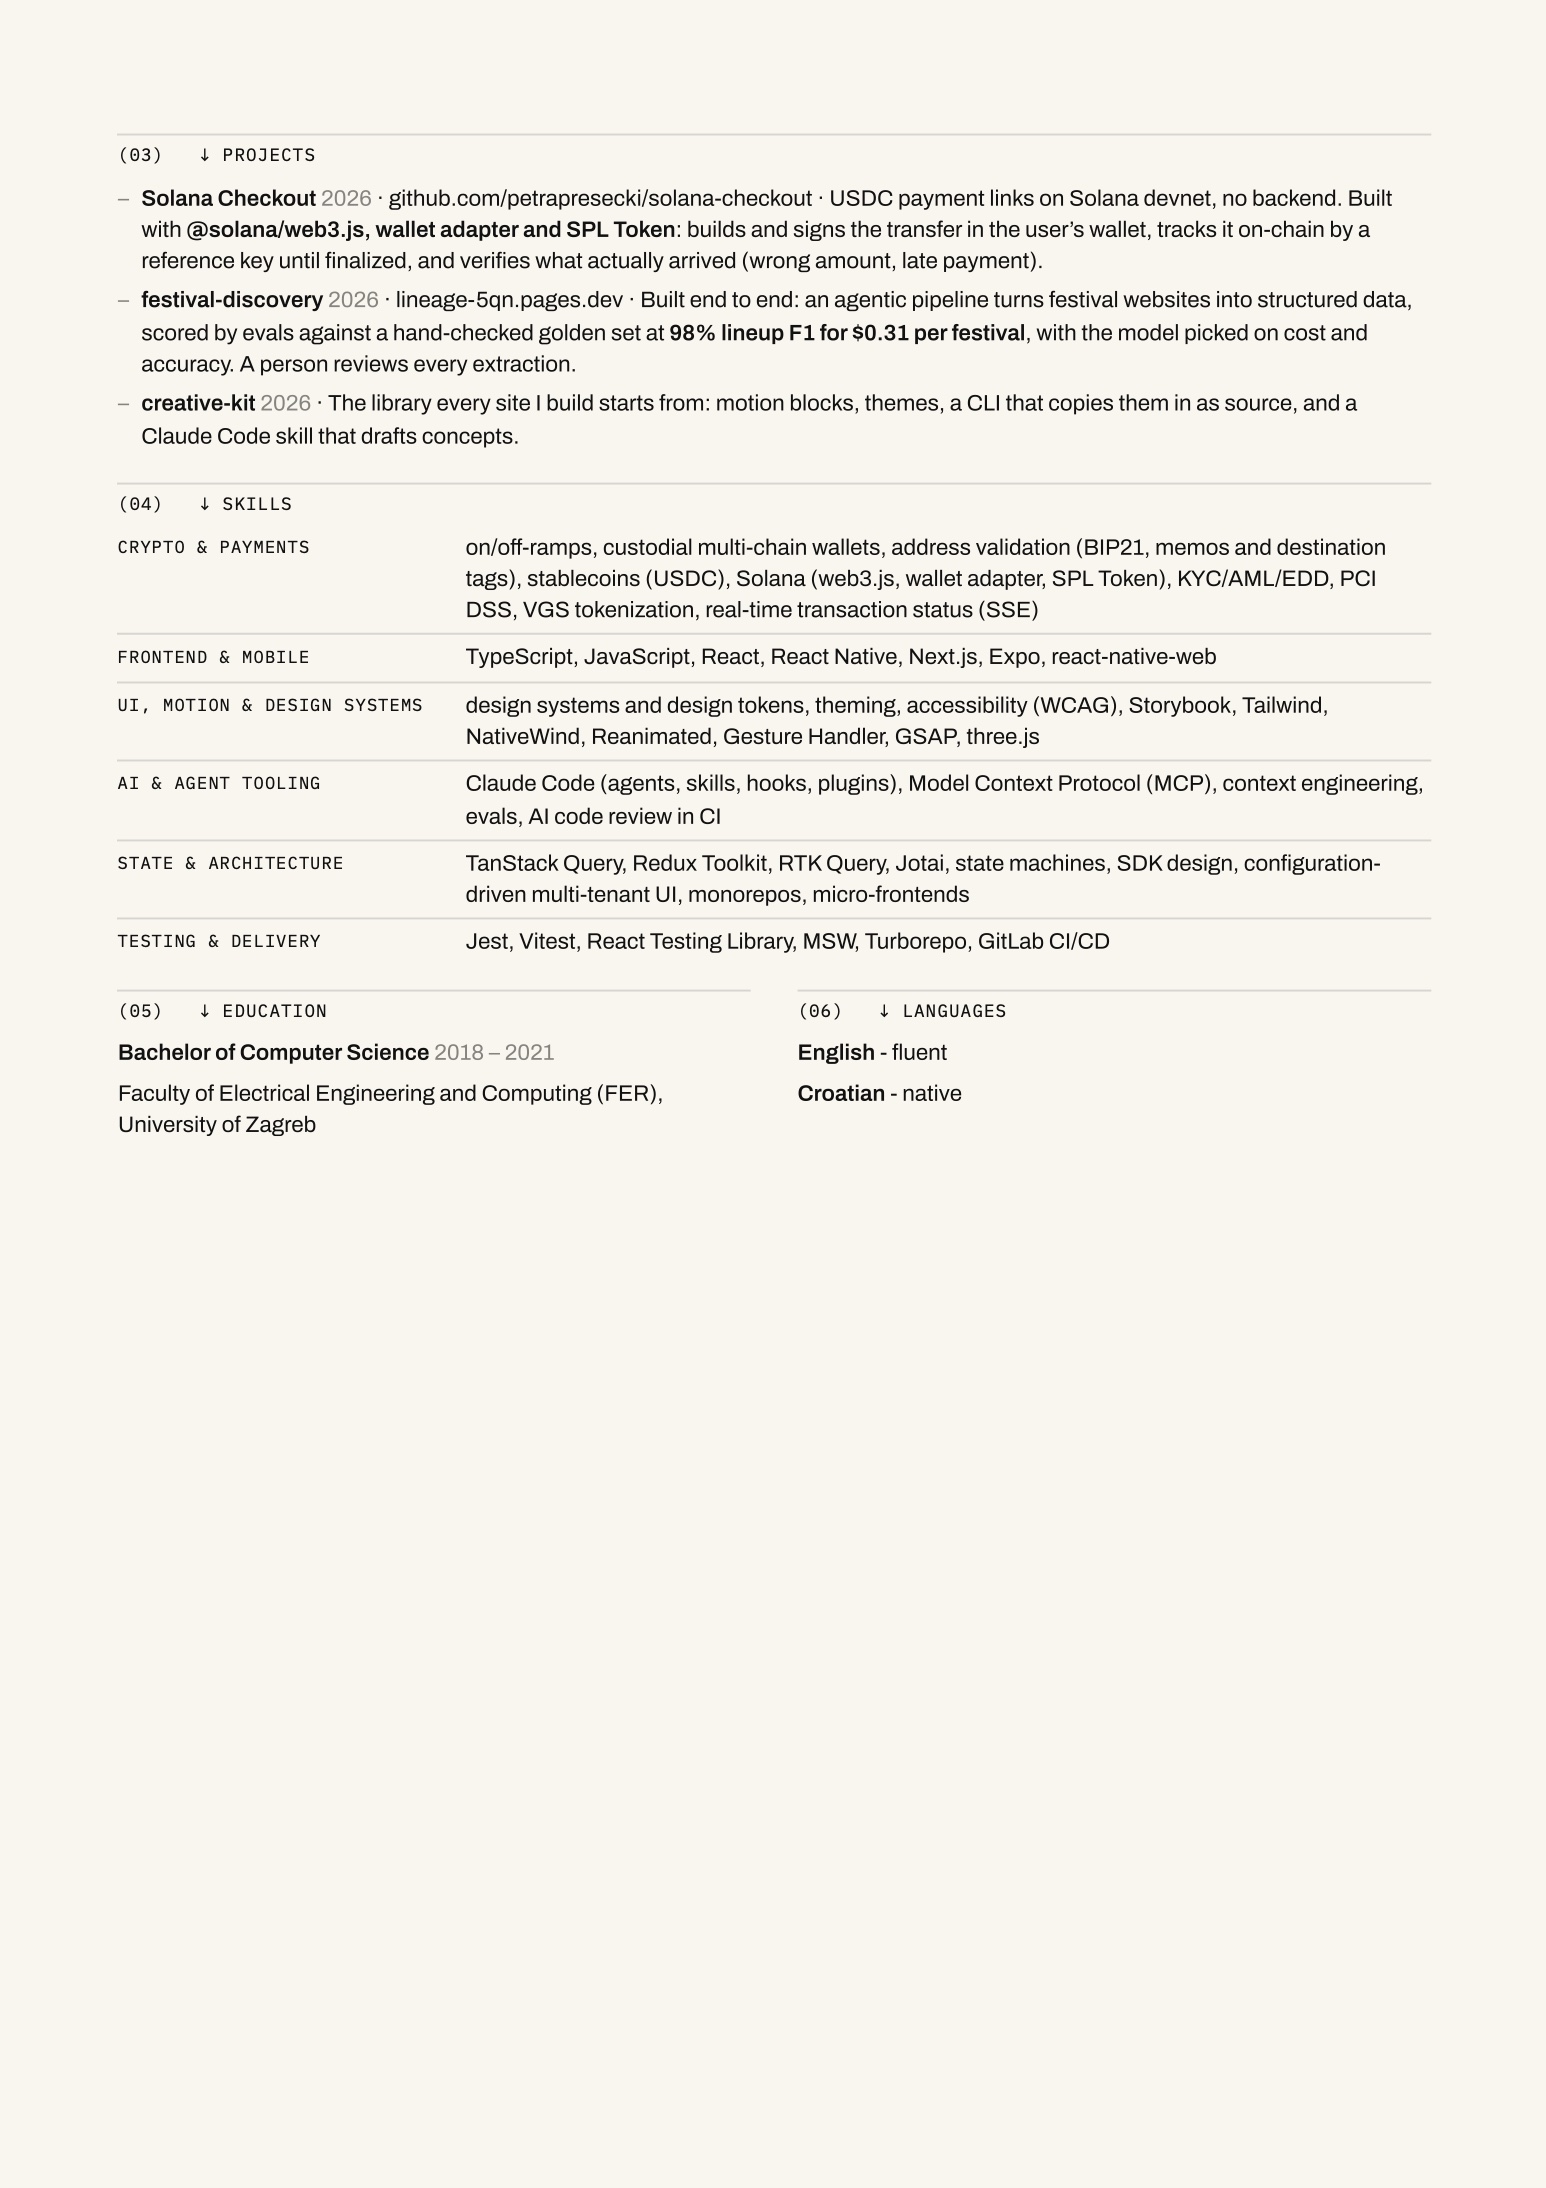 (03) ↓ PROJECTS
– Solana Checkout 2026 · github.com/petrapresecki/solana-checkout · USDC payment links on Solana devnet, no backend. Built
with @solana/web3.js, wallet adapter and SPL Token: builds and signs the transfer in the user’s wallet, tracks it on-chain by a
reference key until finalized, and verifies what actually arrived (wrong amount, late payment).
– festival-discovery 2026 · lineage-5qn.pages.dev · Built end to end: an agentic pipeline turns festival websites into structured data,
scored by evals against a hand-checked golden set at 98% lineup F1 for $0.31 per festival, with the model picked on cost and
accuracy. A person reviews every extraction.
– creative-kit 2026 · The library every site I build starts from: motion blocks, themes, a CLI that copies them in as source, and a
Claude Code skill that drafts concepts.
(04) ↓ SKILLS
CRYPTO & PAYMENTS on/off-ramps, custodial multi-chain wallets, address validation (BIP21, memos and destination
tags), stablecoins (USDC), Solana (web3.js, wallet adapter, SPL Token), KYC/AML/EDD, PCI
DSS, VGS tokenization, real-time transaction status (SSE)
FRONTEND & MOBILE TypeScript, JavaScript, React, React Native, Next.js, Expo, react-native-web
UI, MOTION & DESIGN SYSTEMS design systems and design tokens, theming, accessibility (WCAG), Storybook, Tailwind,
NativeWind, Reanimated, Gesture Handler, GSAP, three.js
AI & AGENT TOOLING Claude Code (agents, skills, hooks, plugins), Model Context Protocol (MCP), context engineering,
evals, AI code review in CI
STATE & ARCHITECTURE TanStack Query, Redux Toolkit, RTK Query, Jotai, state machines, SDK design, configuration-
driven multi-tenant UI, monorepos, micro-frontends
TESTING & DELIVERY Jest, Vitest, React Testing Library, MSW, Turborepo, GitLab CI/CD
(05) ↓ EDUCATION
Bachelor of Computer Science 2018 – 2021
Faculty of Electrical Engineering and Computing (FER),
University of Zagreb
(06) ↓ LANGUAGES
English - fluent
Croatian - native